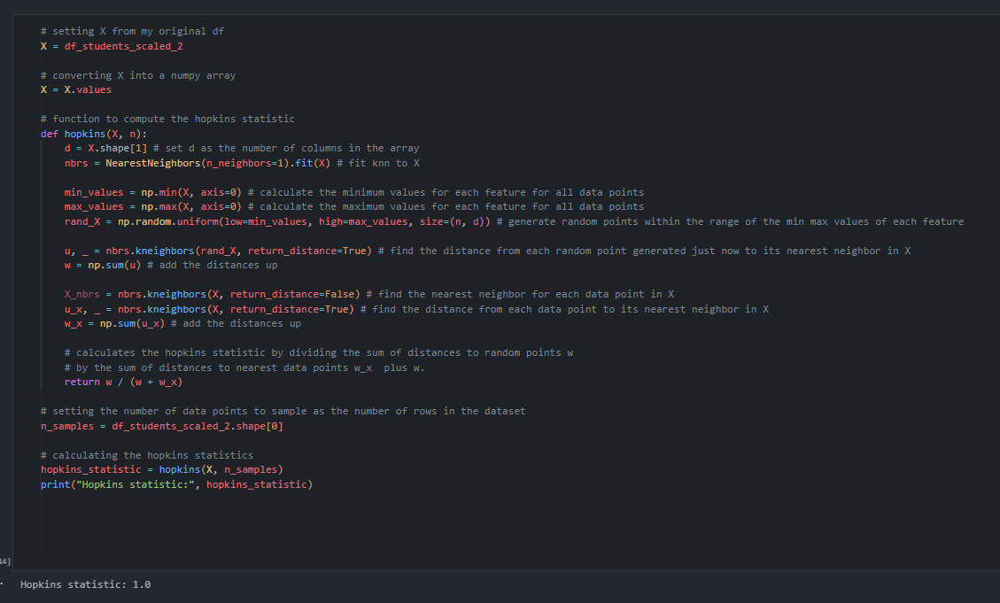 # setting X from my original df
X = df_students_scaled_2
# converting X into a numpy array
X = X.values
# function to compute the hopkins statistic
def hopkins(X, n):
d = X.shape[1] # set d as the number of columns in the array
nbrs = NearestNeighbors(n_neighbors=1).fit(X) # fit knn to X
min_values = np.min(X, axis=0) # calculate the minimum values for each feature for all data points
max_values = np.max(X, axis=0) # calculate the maximum values for each feature for all data points
rand_X = np.random.uniform(low=min_values, high=max_values, size=(n, d)) # generate random points within the range of the min max values of each feature
u, _ = nbrs.kneighbors(rand_X, return_distance=True) # find the distance from each random point generated just now to its nearest neighbor in X
w = np.sum(u) # add the distances up
X_nbrs = nbrs.kneighbors(X, return_distance=False) # find the nearest neighbor for each data point in X
u_x, _ = nbrs.kneighbors(X, return_distance=True) # find the distance from each data point to its nearest neighbor in X
w_x = np.sum(u_x) # add the distances up
# calculates the hopkins statistic by dividing the sum of distances to random points w
# by the sum of distances to nearest data points w_x  plus w.
return w / (w + w_x)
# setting the number of data points to sample as the number of rows in the dataset
n_samples = df_students_scaled_2.shape[0]
# calculating the hopkins statistics
hopkins_statistic = hopkins(X, n_samples)
print("Hopkins statistic:", hopkins_statistic)
4]
Hopkins statistic: 1.0